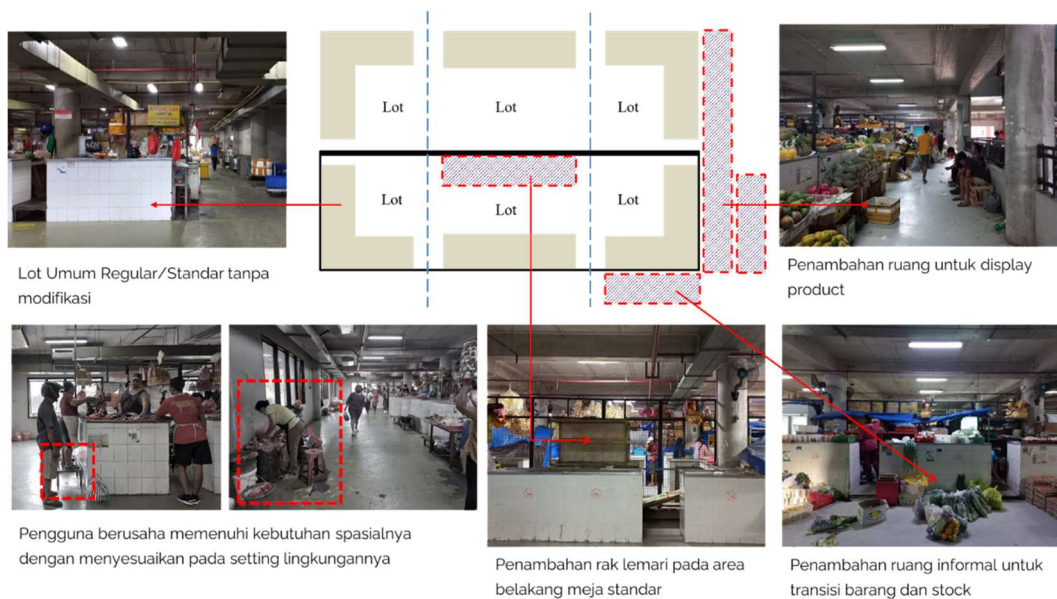 Lot
Lot
Lot
Lot
Lot
Lot
Lot Umum Regular/Standar tanpa
modifikasi
Penambahan ruang untuk display
product
Pengguna berusaha memenuhi kebutuhan spasialnya
dengan menyesuaikan pada setting lingkungannya
Penambahan rak lemari pada area
belakang meja standar
Penambahan ruang informal untuk
transisi barang dan stock